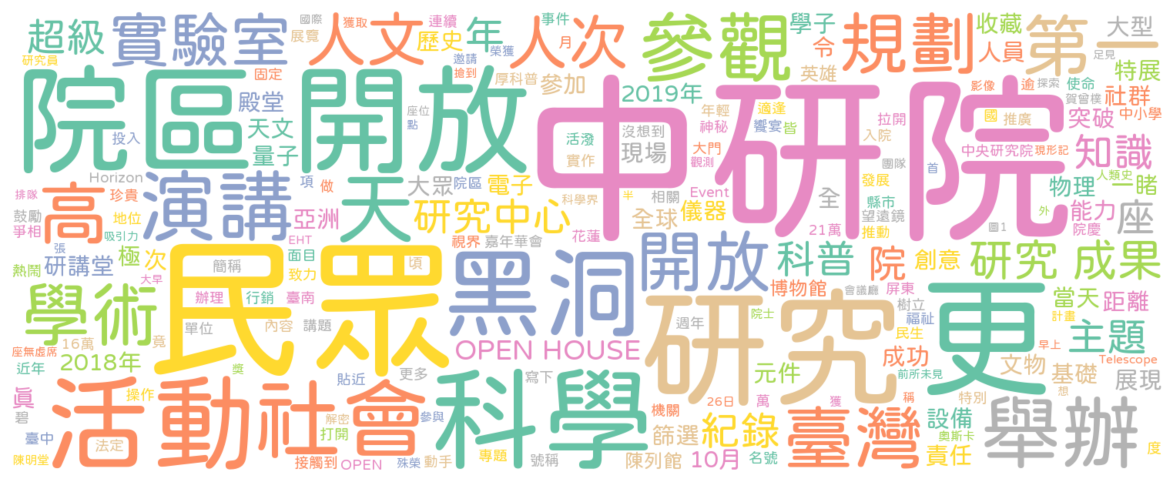 超級
實驗室
人文
國際
展覽
獲取
連續
歷史
年
事件
月
邀請
榮獲
搶到
人次
厚科普
參加
參觀
學子
令
英雄
規劃
收藏
人員
第一
大型
足見
特展
研究員
固定
殿堂
天文
量子
投入
院區
開放
座位
點
活潑
實作
沒想到
現場
2019年
年輕
神秘
適逢
饗宴
皆
大門
觀測
拉開
入院
影像
逾
探索
國
推廣
使命
賀曾樸
社群
突破
中小學
中央研究院
現形記
知識
中研院
Horizon
排隊
珍貴
鼓勵
爭相
地位
吸引力
高
演講
項
做
亞洲
天
大眾
院區
電子
研究中心
科學界
半
相關
全球
Event
儀器
21萬
全
團隊
發展
縣市
望遠鏡
推動
首
物理
人類史
一睹
能力
院慶
座
外
圖1
張
研講堂
熱鬧
極
次
大早
簡稱
EHT
面目
致力
頃
視界
嘉年華會
花蓮
開放
科普
院
創意
研究
成果
民眾
黑洞
學術
辦理
行銷
臺南
內容
講題
單位
博物館
會議廳
屏東
樹立
福祉
當天
計畫
距離
16萬
竟
座無虛席
近年
2018年
OPEN HOUSE
研究
週年
院士
民生
更
成功
前所未見
主題
早上
Telescope
獎
操作
貼近
更多
寫下
元件
文物
基礎
想
展現
真
碧
臺中
陳明堂
活動
法定
社會
解密
打開
參與
接觸到
OPEN
殊榮
動手
科學
專題
號稱
機關
篩選
陳列館
26日
萬
紀錄
10月
名號
獲
臺灣
稱
特別
設備
奧斯卡
責任
舉辦
度